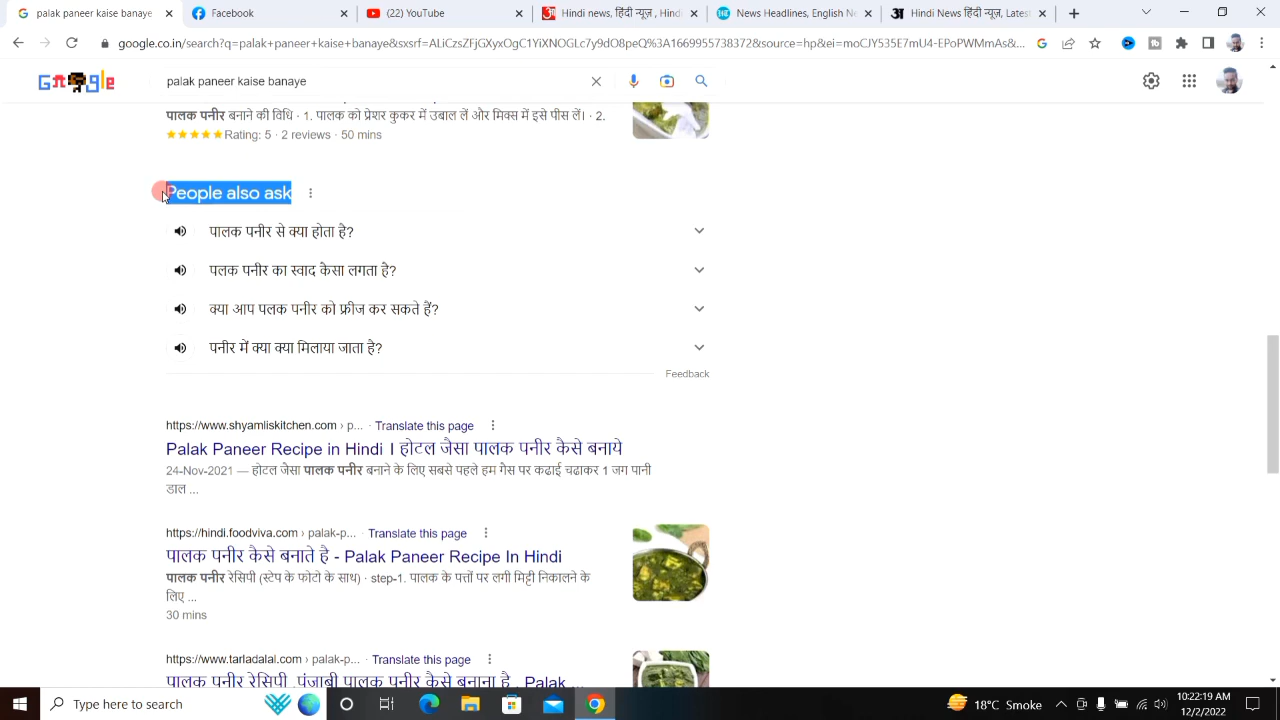 palak paneer kaise banaye
Facebook
(22) YouTube
Hindi news, हिंदी न्यूज़ , Hindi
News Headlines, English Ne
Hindi News हिंदी न्यूज़, Latest
google.co.in/search?q=palak+paneer+kaise+banaye&sxsrf=ALiCzsZFjGXyxOgC1YiXNOGLc7y9dO8peQ%3A1669955738372&source=hp&ei=moCJY535E7mU4-EPoPWMmAs&...
palak paneer kaise banaye
पालक पनीर बनाने की विधि · 1. पालक को प्रेशर कुकर में उबाल लें और मिक्स में इसे पीस लें। · 2.
Rating: 5 · 2 reviews · 50 mins
People also ask
पालक पनीर से क्या होता है?
पलक पनीर का स्वाद कैसा लगता है?
क्या आप पलक पनीर को फ्रीज कर सकते हैं?
पनीर में क्या क्या मिलाया जाता है?
Feedback
https://www.shyamliskitchen.com › p... · Translate this page
Palak Paneer Recipe in Hindi । होटल जैसा पालक पनीर कैसे बनाये
24-Nov-2021 — होटल जैसा पालक पनीर बनाने के लिए सबसे पहले हम गैस पर कढाई चढाकर 1 जग पानी
डाल ...
https://hindi.foodviva.com › palak-p... · Translate this page
पालक पनीर कैसे बनाते है - Palak Paneer Recipe In Hindi
पालक पनीर रेसिपी (स्टेप के फोटो के साथ) · step-1. पालक के पत्तों पर लगी मिट्टी निकालने के
लिए ...
30 mins
https://www.tarladalal.com › palak-p... · Translate this page
पालक पनीर रेसिपी, पंजाबी पालक पनीर कैसे बनाना है - Palak ...
Type here to search
18°C Smoke
10:22:19 AM
12/2/2022